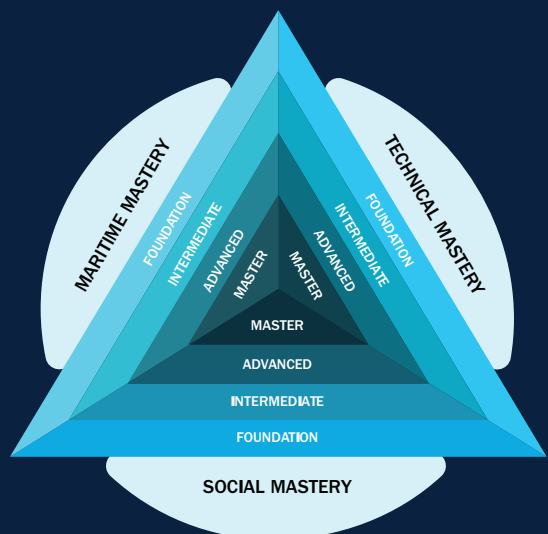 MARITIME MASTERY
FOUNDATION
INTERMEDIATE
ADVANCED
MASTER
TECHNICAL MASTERY
FOUNDATION
INTERMEDIATE
ADVANCED
MASTER
MASTER
ADVANCED
INTERMEDIATE
FOUNDATION
SOCIAL MASTERY